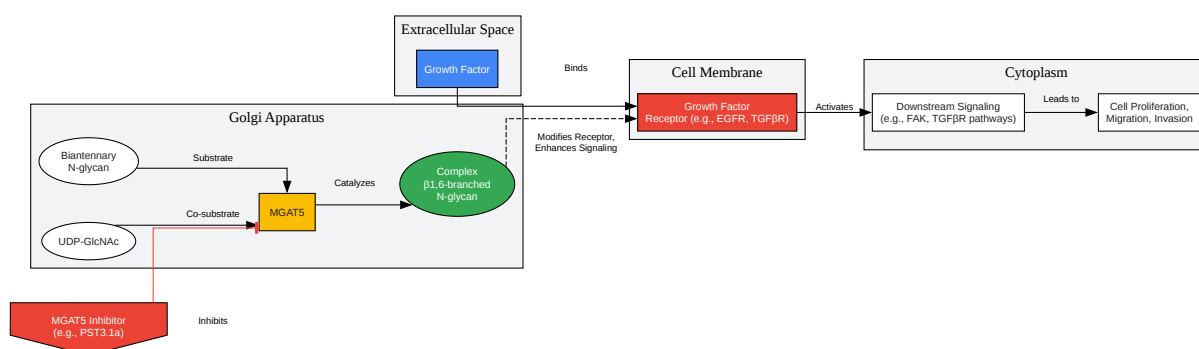 Extracellular Space
Growth Factor
Binds
Cell Membrane
Growth Factor
Receptor (e.g., EGFR, TGFβR)
Activates
Cytoplasm
Downstream Signaling
(e.g., FAK, TGFβR pathways)
Leads to
Cell Proliferation,
Migration, Invasion
Golgi Apparatus
Biantennary
N-glycan
Substrate
UDP-GlcNAc
Co-substrate
MGAT5
Catalyzes
Complex
β1,6-branched
N-glycan
Modifies Receptor,
Enhances Signaling
MGAT5 Inhibitor
(e.g., PST3.1a)
Inhibits